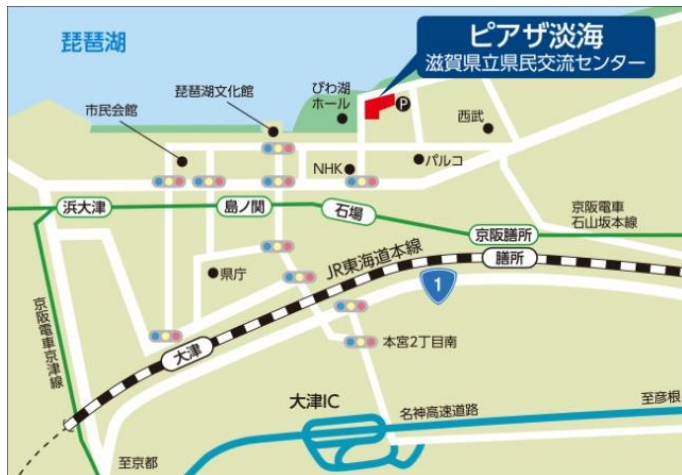 琵琶湖
ピアザ淡海
滋賀県立県民交流センター
市民会館
琵琶湖文化館
びわ湖
ホール
P
西武
NHK
パルコ
浜大津
島ノ関
石場
京阪膳所
京阪電車
石山坂本線
県庁
JR東海道本線
膳所
1
京阪電車京津線
大津
本宮2丁目南
大津IC
名神高速道路
至彦根
至京都